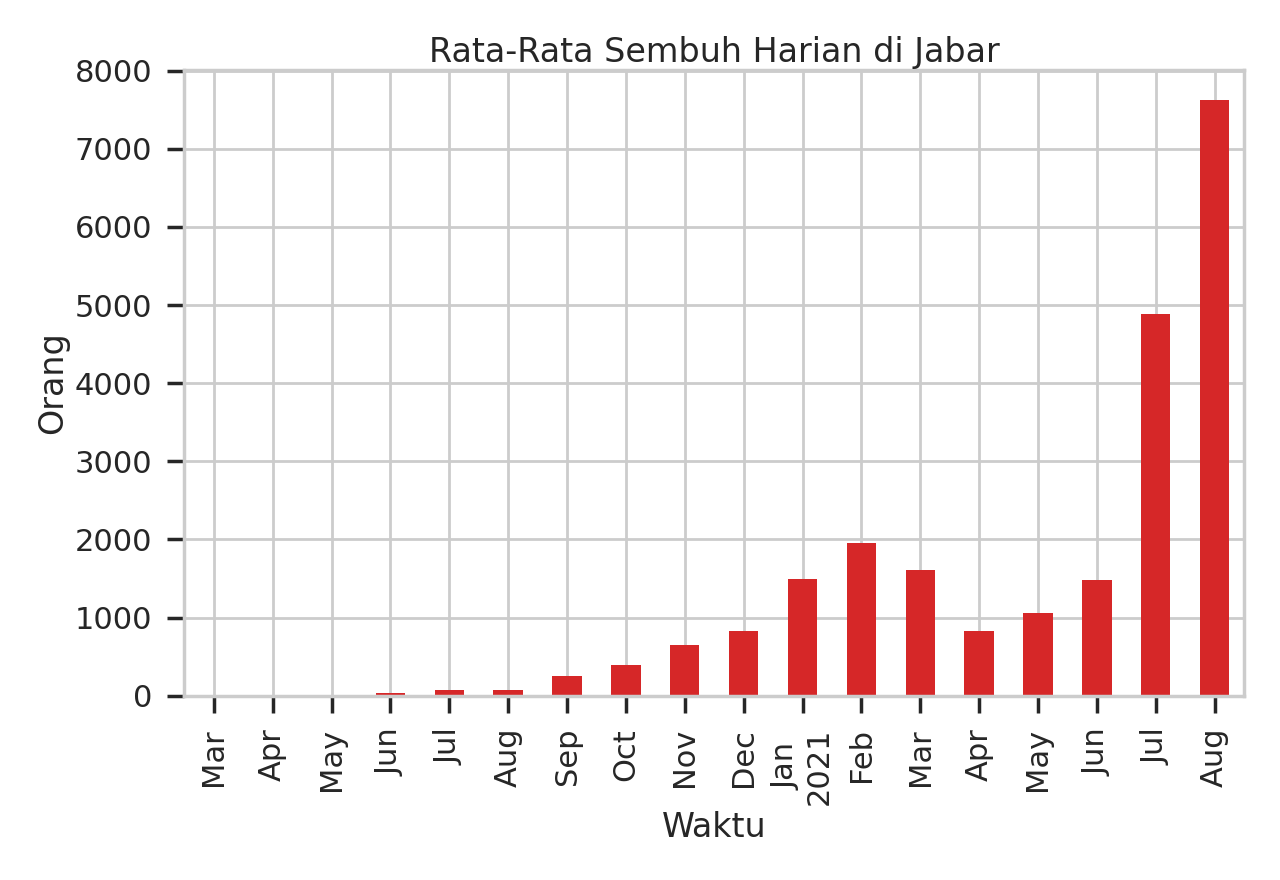 Rata-Rata Sembuh Harian di Jabar
8000
7000
6000
5000
4000
3000
2000
1000
0
Orang
Mar
Apr
May
Jun
Jul
Aug
Sep
Oct
Nov
Dec
Jan
2021
Feb
Mar
Apr
May
Jun
Jul
Aug
Waktu